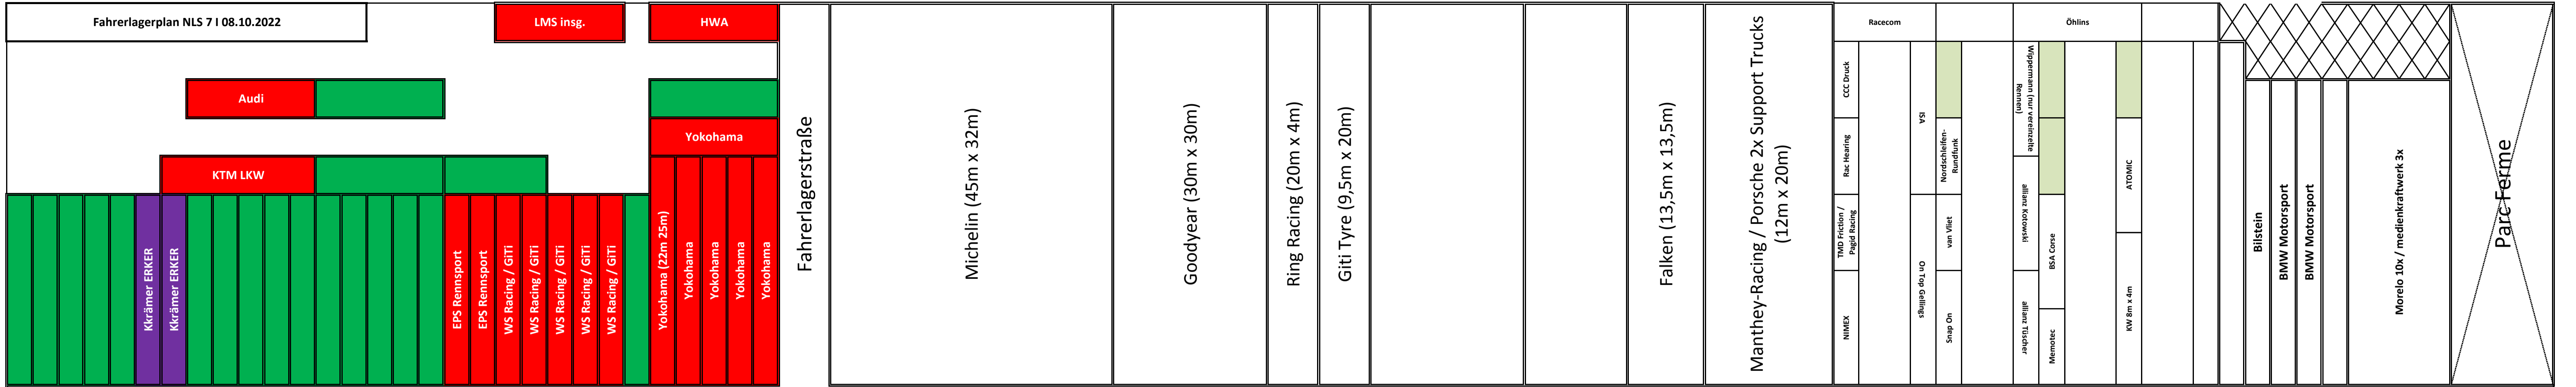 Fahrerlagerplan NLS 7 I 08.10.2022
LMS insg.
HWA
Audi
Yokohama
KTM LKW
Kkrämer ERKER
Kkrämer ERKER
EPS Rennsport
EPS Rennsport
WS Racing / GiTi
WS Racing / GiTi
WS Racing / GiTi
WS Racing / GiTi
WS Racing / GiTi
Yokohama (22m 25m)
Yokohama
Yokohama
Yokohama
Yokohama
Fahrerlagerstraße
Michelin (45m x 32m)
Goodyear (30m x 30m)
Ring Racing (20m x 4m)
Giti Tyre (9,5m x 20m)
Falken (13,5m x 13,5m)
Manthey-Racing / Porsche 2x Support Trucks
(12m x 20m)
Racecom
CCC Druck
Rac Hearing
TMD Friction /
Pagid Racing
NIMEX
ISA
On Top Gellings
Nordschleifen-
Rundfunk
van Vliet
Snap On
Öhlins
Wippermann (nur vereinzelte
Rennen)
allianz Kotowski
allianz Tüscher
BSA Corse
Memotec
ATOMIC
KW 8m x 4m
Bilstein
BMW Motorsport
BMW Motorsport
Morelo 10x / medienkraftwerk 3x
Parc Ferme